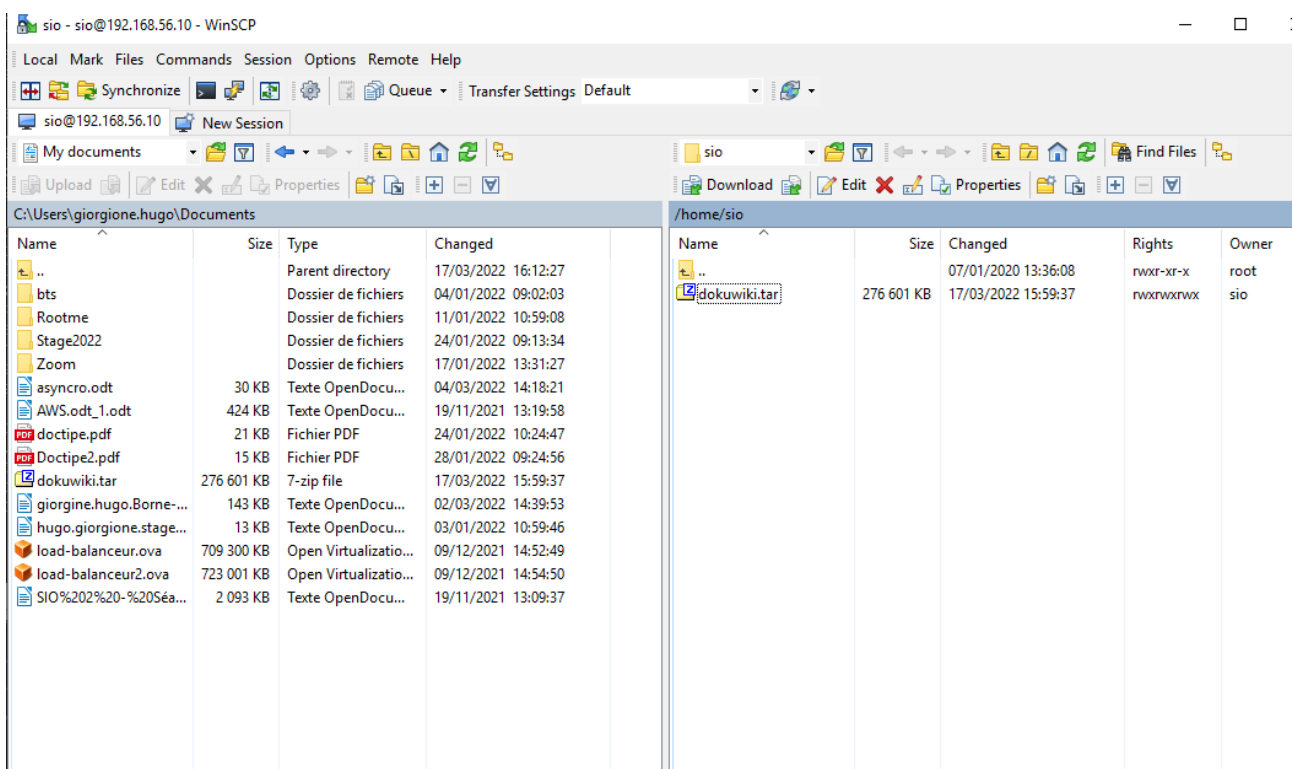 sio - sio@192.168.56.10 - WinSCP
Local Mark Files Commands Session Options Remote Help
Synchronize Queue Transfer Settings Default
sio@192.168.56.10 New Session
My documents sio Find Files
Upload Edit Properties Download Edit Properties
C:\Users\giorgione.hugo\Documents /home/sio
Name Size Type Changed Name Size Changed Rights Owner
.. Parent directory 17/03/2022 16:12:27 .. 07/01/2020 13:36:08 rwxr-xr-x root
bts Dossier de fichiers 04/01/2022 09:02:03 dokuwiki.tar 276 601 KB 17/03/2022 15:59:37 rwxrwxrwx sio
Rootme Dossier de fichiers 11/01/2022 10:59:08
Stage2022 Dossier de fichiers 24/01/2022 09:13:34
Zoom Dossier de fichiers 17/01/2022 13:31:27
asyncro.odt 30 KB Texte OpenDocu... 04/03/2022 14:18:21
AWS.odt_1.odt 424 KB Texte OpenDocu... 19/11/2021 13:19:58
doctipe.pdf 21 KB Fichier PDF 24/01/2022 10:24:47
Doctipe2.pdf 15 KB Fichier PDF 28/01/2022 09:24:56
dokuwiki.tar 276 601 KB 7-zip file 17/03/2022 15:59:37
giorgine.hugo.Borne-... 143 KB Texte OpenDocu... 02/03/2022 14:39:53
hugo.giorgione.stage... 13 KB Texte OpenDocu... 03/01/2022 10:59:46
load-balanceur.ova 709 300 KB Open Virtualizatio... 09/12/2021 14:52:49
load-balanceur2.ova 723 001 KB Open Virtualizatio... 09/12/2021 14:54:50
SIO%202%20-%20Séa... 2 093 KB Texte OpenDocu... 19/11/2021 13:09:37